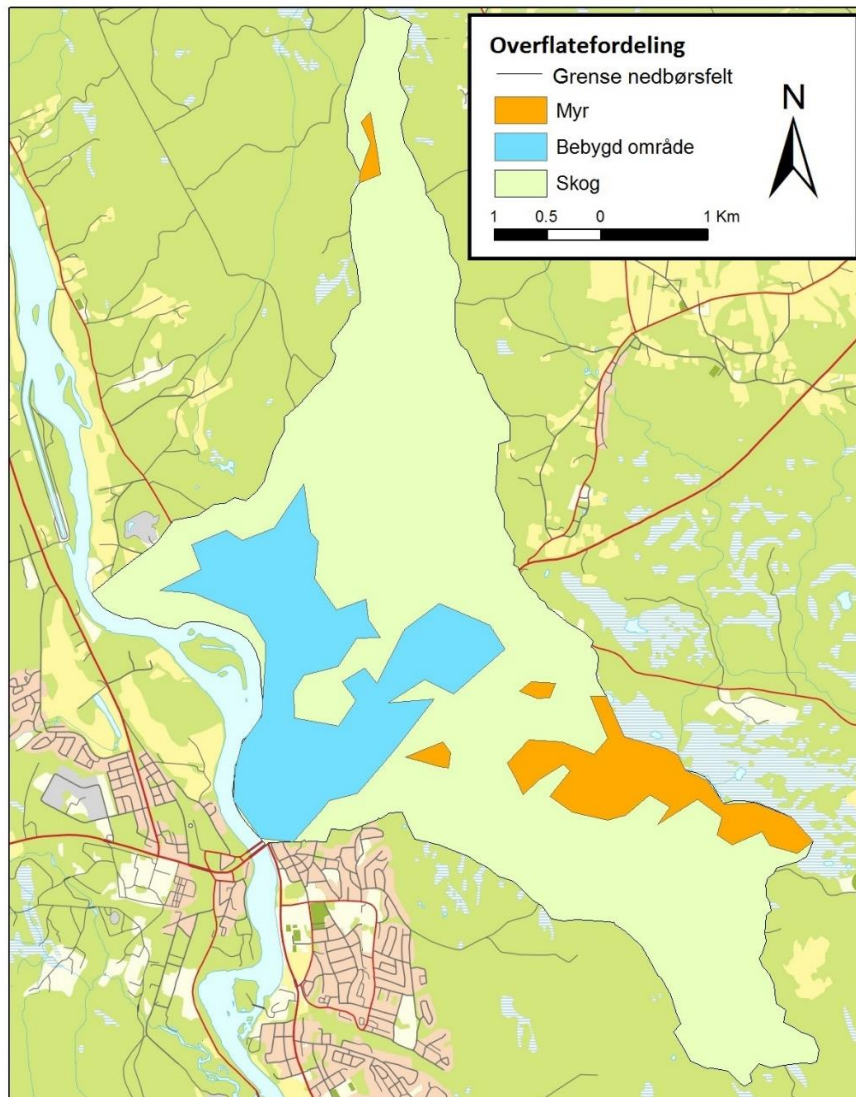 Overflatefordeling
Grense nedbørsfelt
Myr
Bebygd område
Skog
N
1 0.5 0 1 Km